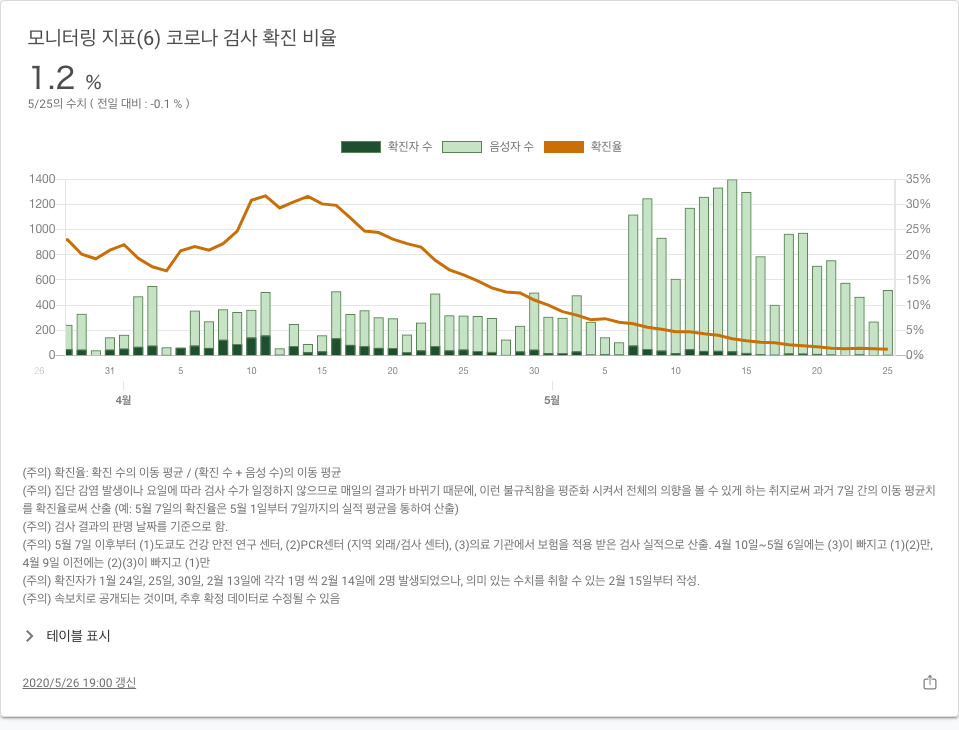 모니터링 지표(6) 코로나 검사 확진 비율
1.2 %
5/25의 수치 ( 전일 대비 : -0.1 % )
확진자 수 음성자 수 확진율
1400 35%
1200 30%
1000 25%
800 20%
600 15%
400 10%
200 5%
0 0%
26 31 5 10 15 20 25 30 5 10 15 20 25
4월 5월
(주의) 확진율: 확진 수의 이동 평균 / (확진 수 + 음성 수)의 이동 평균
(주의) 집단 감염 발생이나 요일에 따라 검사 수가 일정하지 않으므로 매일의 결과가 바뀌기 때문에, 이런 불규칙함을 평준화 시켜서 전체의 의향을 볼 수 있게 하는 취지로써 과거 7일 간의 이동 평균치
를 확진율로써 산출 (예: 5월 7일의 확진율은 5월 1일부터 7일까지의 실적 평균을 통하여 산출)
(주의) 검사 결과의 판명 날짜를 기준으로 함.
(주의) 5월 7일 이후부터 (1)도쿄도 건강 안전 연구 센터, (2)PCR센터 (지역 외래/검사 센터), (3)의료 기관에서 보험을 적용 받은 검사 실적으로 산출. 4월 10일~5월 6일에는 (3)이 빠지고 (1)(2)만,
4월 9일 이전에는 (2)(3)이 빠지고 (1)만
(주의) 확진자가 1월 24일, 25일, 30일, 2월 13일에 각각 1명 씩 2월 14일에 2명 발생되었으나, 의미 있는 수치를 취할 수 있는 2월 15일부터 작성.
(주의) 속보치로 공개되는 것이며, 추후 확정 데이터로 수정될 수 있음
테이블 표시
2020/5/26 19:00 갱신